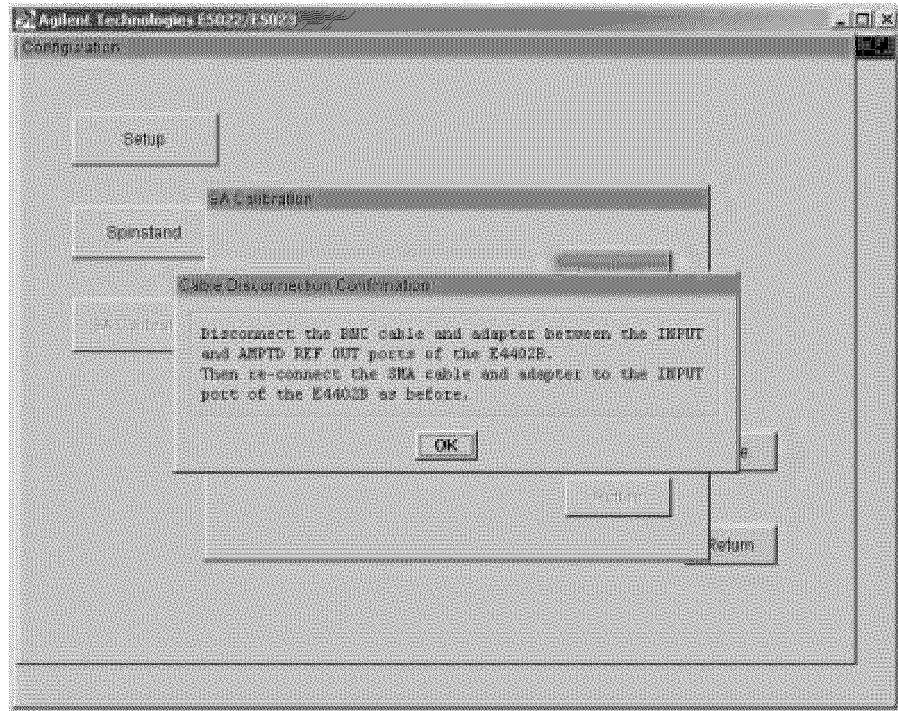 Agilent Technologies E5022/E5023
Configuration
Setup
SA Calibration
Spinstand
Cable Disconnection Confirmation
Disconnect the BNC cable and adapter between the INPUT
and AMPTD REF OUT ports of the E4402B.
Then re-connect the SMA cable and adapter to the INPUT
port of the E4402B as before.
OK
Return
Return